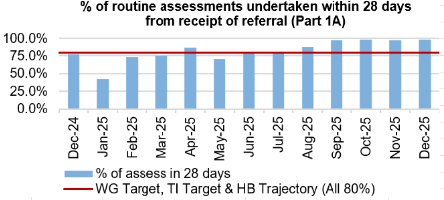 % of routine assessments undertaken within 28 days
from receipt of referral (Part 1A)
100.0%
75.0%
50.0%
25.0%
0.0%
Dec-24
Jan-25
Feb-25
Mar-25
Apr-25
May-25
Jun-25
Jul-25
Aug-25
Sep-25
Oct-25
Nov-25
Dec-25
% of assess in 28 days
WG Target, TI Target & HB Trajectory (All 80%)